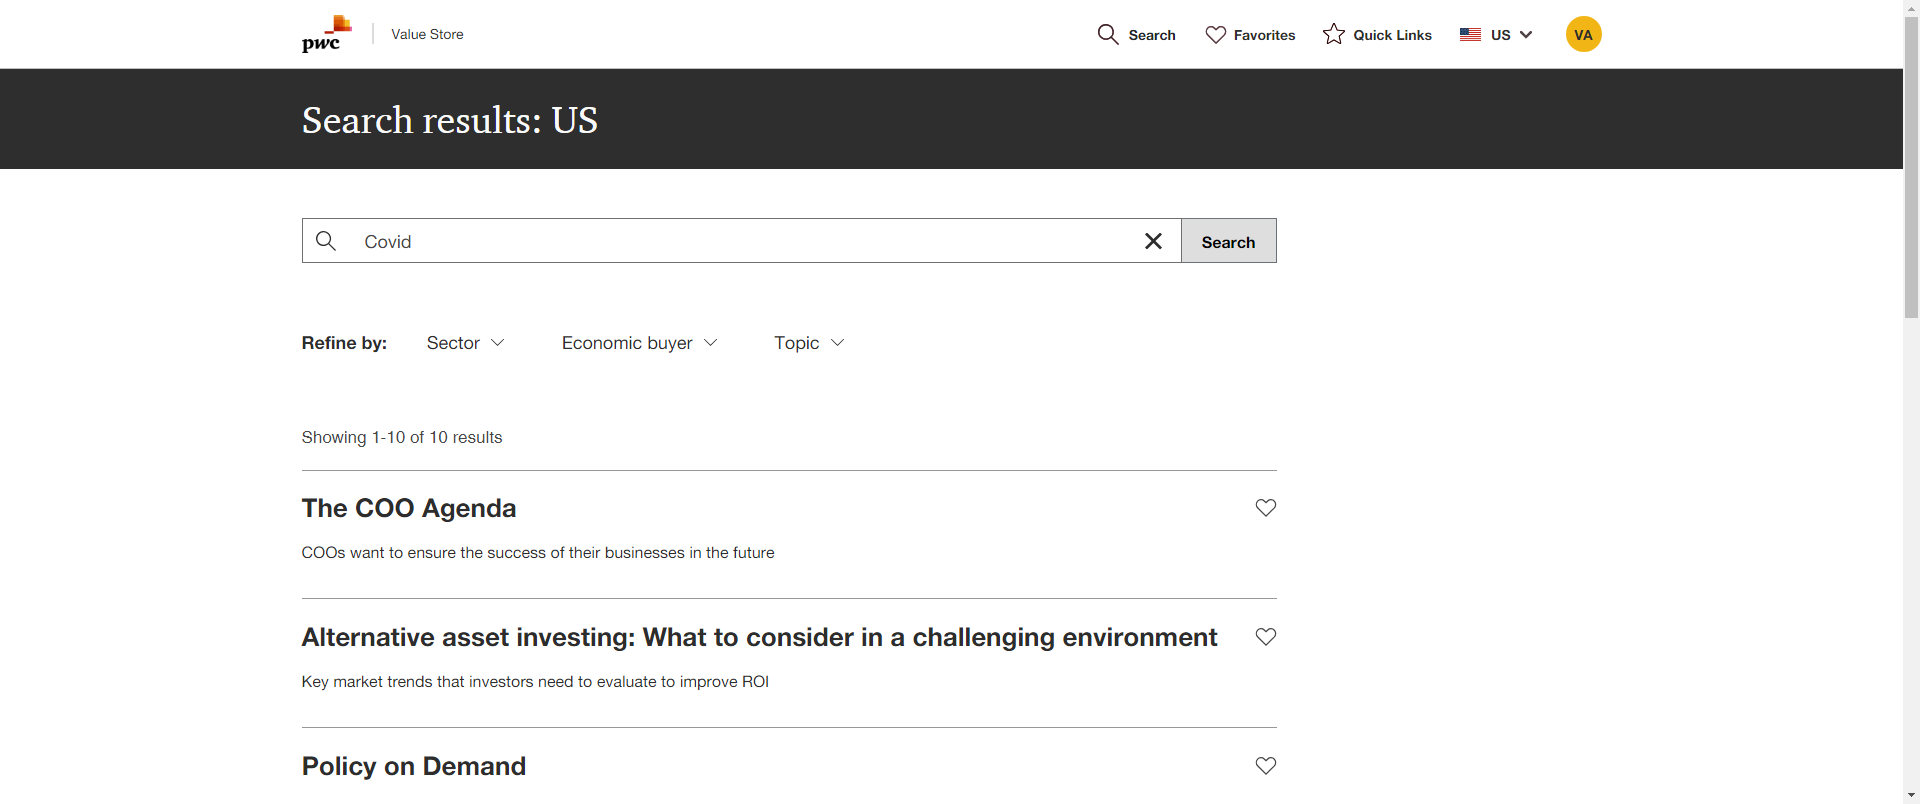 pwc Value Store Search Favorites Quick Links US VA
Search results: US
Covid Search
Refine by: Sector Economic buyer Topic
Showing 1-10 of 10 results
The COO Agenda
COOs want to ensure the success of their businesses in the future
Alternative asset investing: What to consider in a challenging environment
Key market trends that investors need to evaluate to improve ROI
Policy on Demand